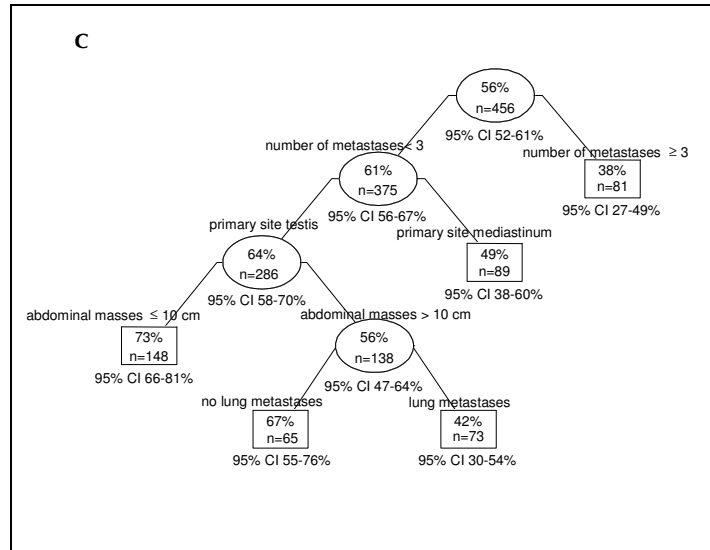 C
56%
n=456
95% CI 52-61%
number of metastases< 3
number of metastases ≥ 3
61%
n=375
95% CI 56-67%
38%
n=81
95% CI 27-49%
primary site testis
primary site mediastinum
64%
n=286
95% CI 58-70%
49%
n=89
95% CI 38-60%
abdominal masses ≤ 10 cm
abdominal masses > 10 cm
73%
n=148
95% CI 66-81%
56%
n=138
95% CI 47-64%
no lung metastases
lung metastases
67%
n=65
95% CI 55-76%
42%
n=73
95% CI 30-54%